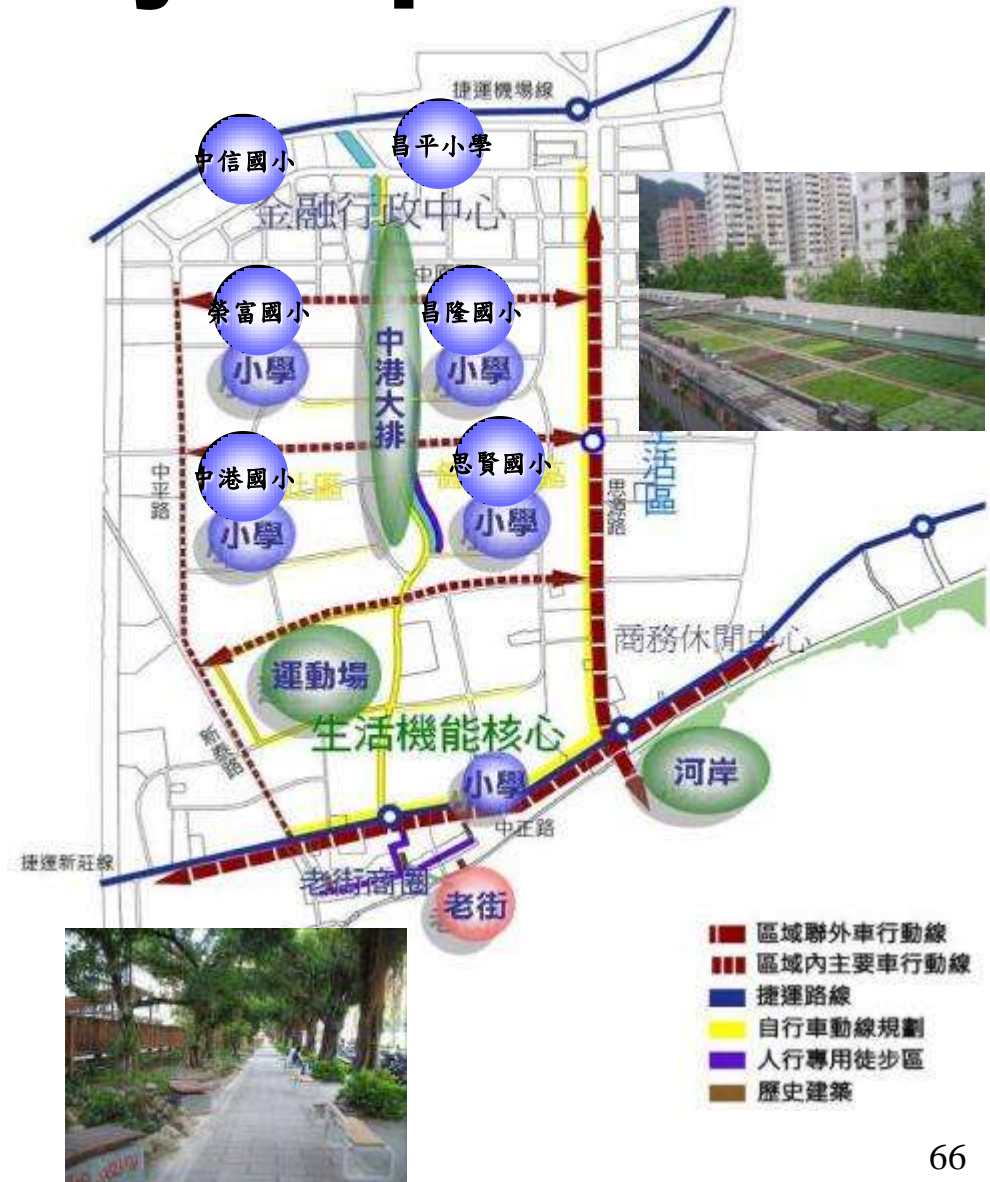 捷運機場線
中信國小
昌平小學
金融行政中心
榮富國小
昌隆國小
小學
小學
中港大排
中港國小
思賢國小
小學
小學
中平路
思源路
活區
商務休閒中心
運動場
生活機能核心
河岸
小學
中正路
捷運新莊線
老街商圈
老街
區域聯外車行動線
區域內主要車行動線
捷運路線
自行車動線規劃
人行專用徒步區
歷史建築
66